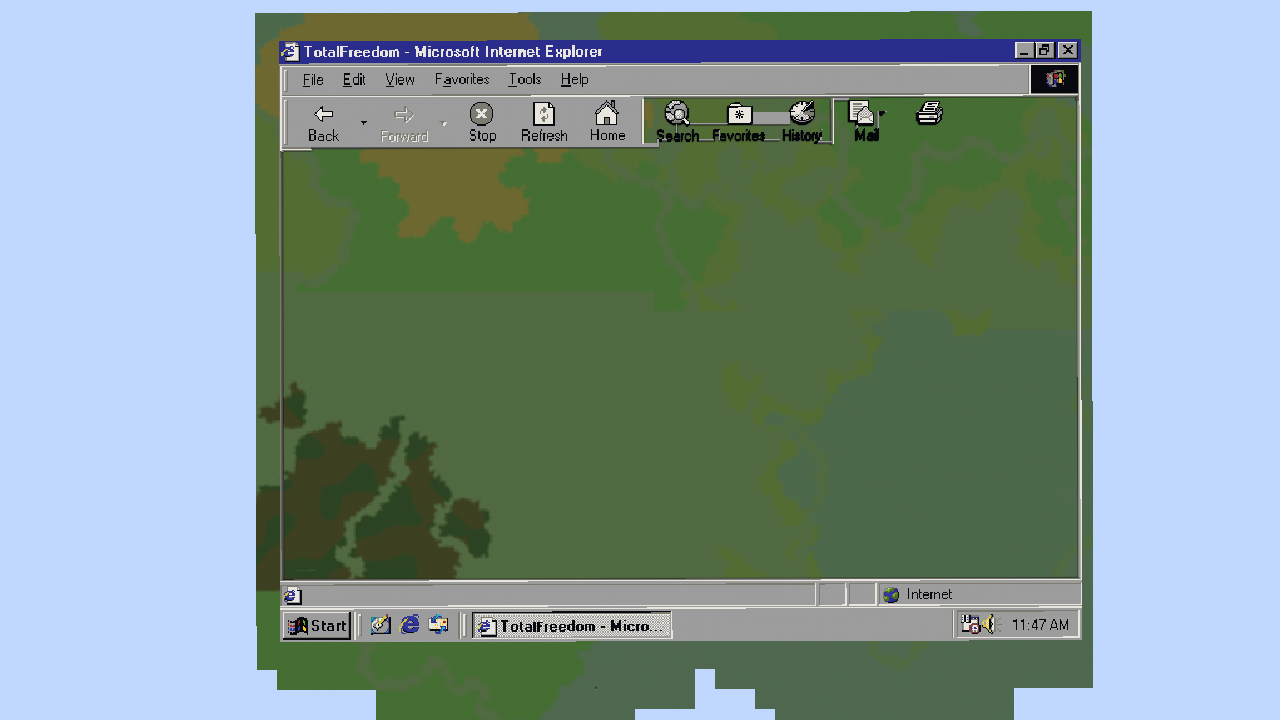 TotalFreedom - Microsoft Internet Explorer
File Edit View Favorites Tools Help
Back Forward Stop Refresh Home Search Favorites History Mail
Internet
Start TotalFreedom - Micro... 11:47 AM